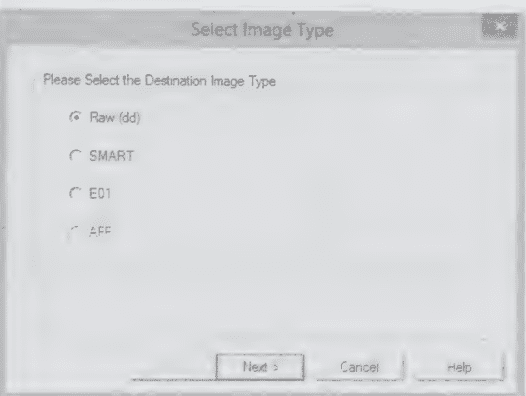 Select Image Type
Please Select the Destination Image Type
Raw (dd)
SMART
E01
AFF
Next >
Cancel
Help